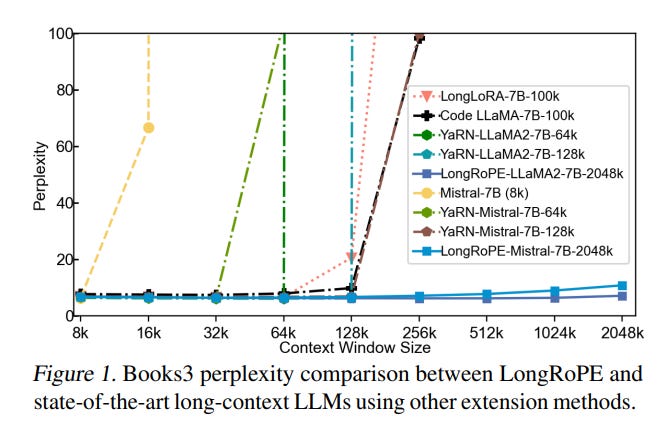 100
80
60
40
20
0
Perplexity
LongLoRA-7B-100k
Code LLaMA-7B-100k
YaRN-LLaMA2-7B-64k
YaRN-LLaMA2-7B-128k
LongRoPE-LLaMA2-7B-2048k
Mistral-7B (8k)
YaRN-Mistral-7B-64k
YaRN-Mistral-7B-128k
LongRoPE-Mistral-7B-2048k
8k 16k 32k 64k 128k 256k 512k 1024k 2048k
Context Window Size
Figure 1. Books3 perplexity comparison between LongRoPE and
state-of-the-art long-context LLMs using other extension methods.